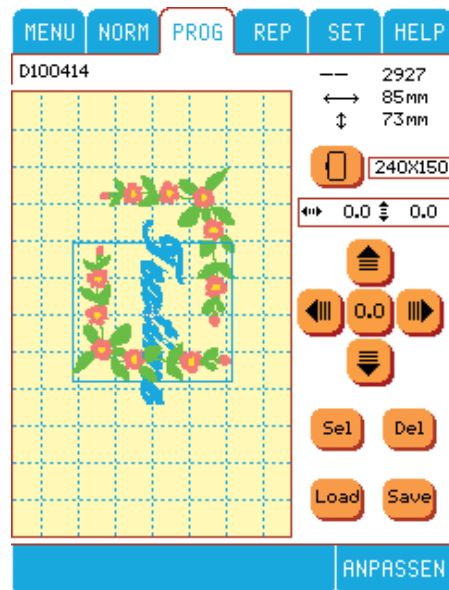 MENU NORM PROG REP SET HELP
D100414
2927
85mm
73mm
240X150
0.0 0.0
0.0
Sel Del
Load Save
ANPASSEN